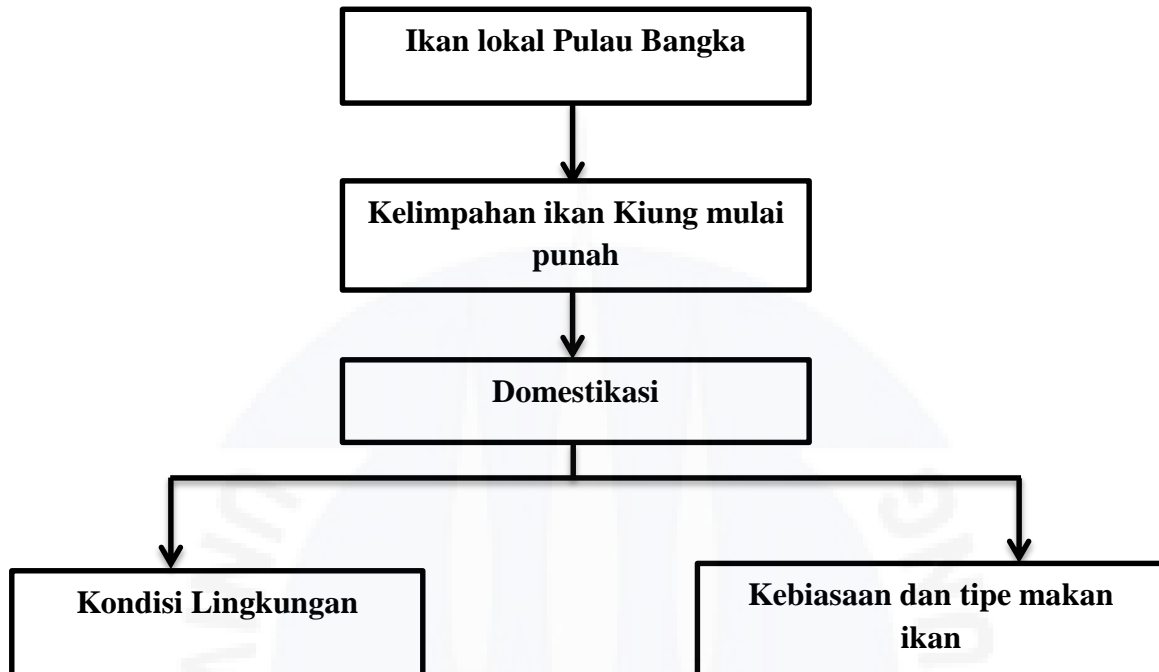 Ikan lokal Pulau Bangka
Kelimpahan ikan Kiung mulai
punah
Domestikasi
Kondisi Lingkungan
Kebiasaan dan tipe makan
ikan